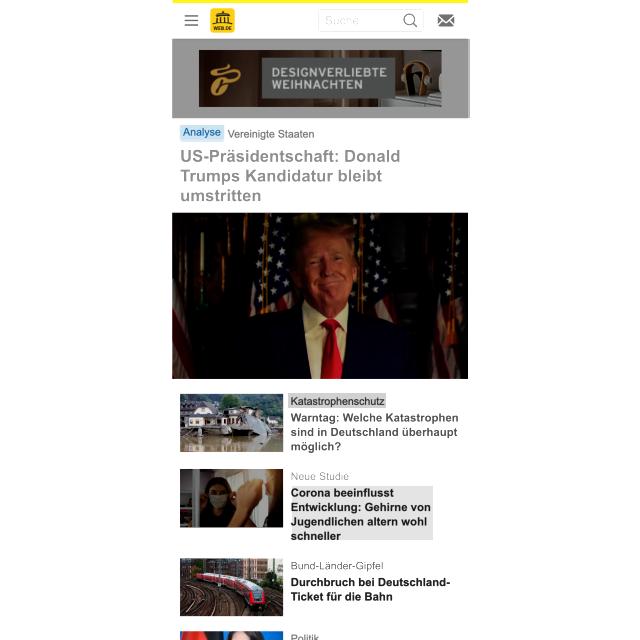 WEB.DE
Suche
DESIGNVERLIEBTE
WEIHNACHTEN
Analyse Vereinigte Staaten
US-Präsidentschaft: Donald
Trumps Kandidatur bleibt
umstritten
Katastrophenschutz
Warntag: Welche Katastrophen
sind in Deutschland überhaupt
möglich?
Neue Studie
Corona beeinflusst
Entwicklung: Gehirne von
Jugendlichen altern wohl
schneller
Bund-Länder-Gipfel
Durchbruch bei Deutschland-
Ticket für die Bahn
Politik